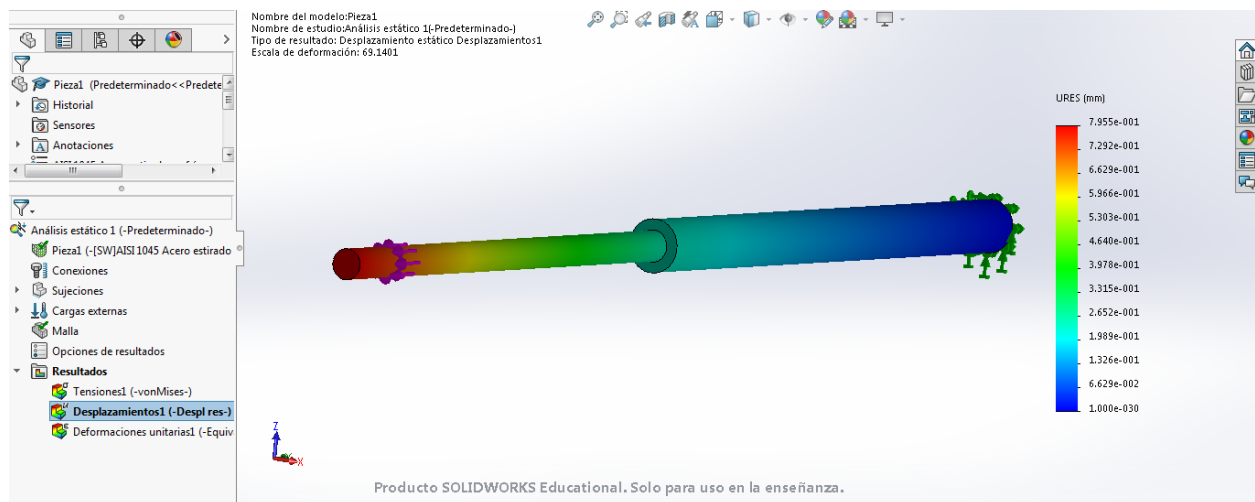 Nombre del modelo:Pieza1
Nombre de estudio:Análisis estático 1(-Predeterminado-)
Tipo de resultado: Desplazamiento estático Desplazamientos1
Escala de deformación: 69.1401
Pieza1 (Predeterminado<<Predete
Historial
Sensores
A Anotaciones
Análisis estático 1 (-Predeterminado-)
Pieza1 (-[SW]AISI 1045 Acero estirado
Conexiones
Sujeciones
Cargas externas
Malla
Opciones de resultados
Resultados
Tensiones1 (-vonMises-)
Desplazamientos1 (-Despl res-)
Deformaciones unitarias1 (-Equiv
URES (mm)
7.955e-001
7.292e-001
6.629e-001
5.966e-001
5.303e-001
4.640e-001
3.978e-001
3.315e-001
2.652e-001
1.989e-001
1.326e-001
6.629e-002
1.000e-030
Z
X
Producto SOLIDWORKS Educational. Solo para uso en la enseñanza.